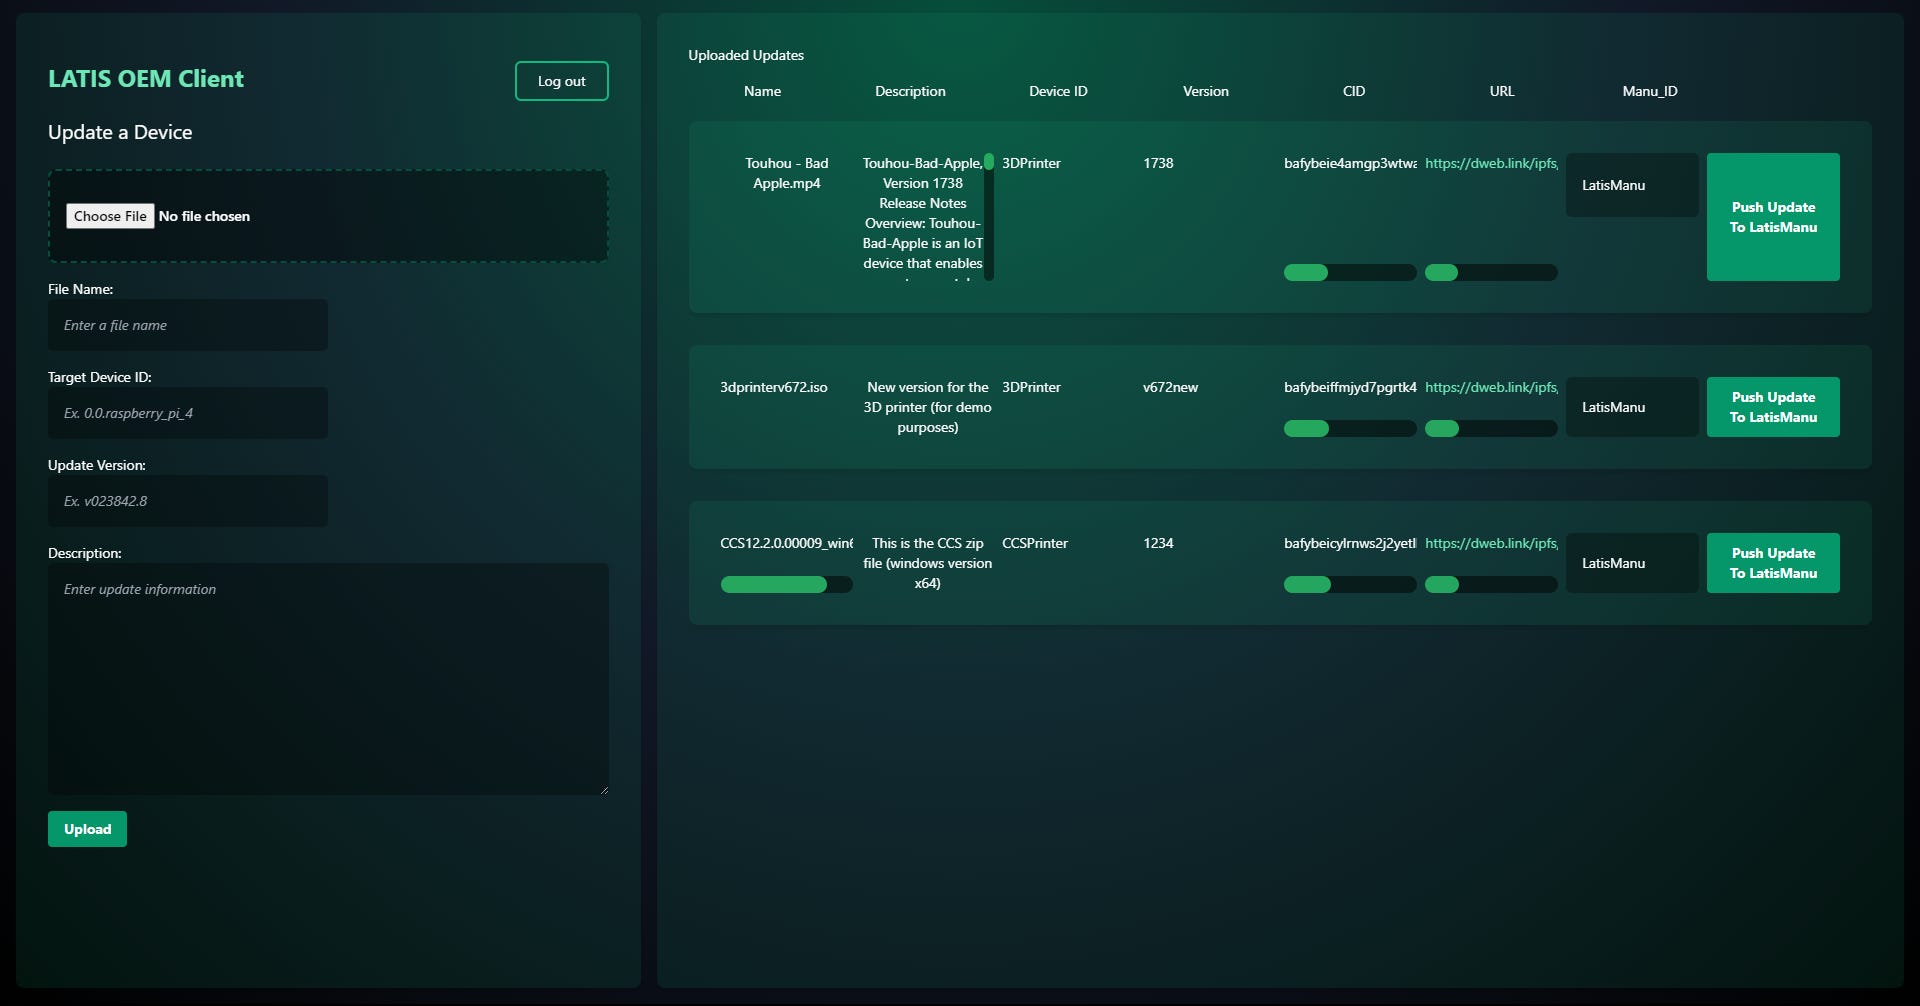 LATIS OEM Client
Log out
Update a Device
Choose File No file chosen
File Name:
Enter a file name
Target Device ID:
Ex. 0.0.raspberry_pi_4
Update Version:
Ex. v023842.8
Description:
Enter update information
Upload
Uploaded Updates
Name Description Device ID Version CID URL Manu_ID
Touhou - Bad
Apple.mp4
Touhou-Bad-Apple,
Version 1738
Release Notes
Overview: Touhou-
Bad-Apple is an IoT
device that enables
3DPrinter
1738
bafybeie4amgp3wtwa
https://dweb.link/ipfs,
LatisManu
Push Update
To LatisManu
3dprinterv672.iso
New version for the
3D printer (for demo
purposes)
3DPrinter
v672new
bafybeiffmjyd7pgrtk4
https://dweb.link/ipfs,
LatisManu
Push Update
To LatisManu
CCS12.2.0.00009_win6
This is the CCS zip
file (windows version
x64)
CCSPrinter
1234
bafybeicylrnws2j2yetl
https://dweb.link/ipfs,
LatisManu
Push Update
To LatisManu